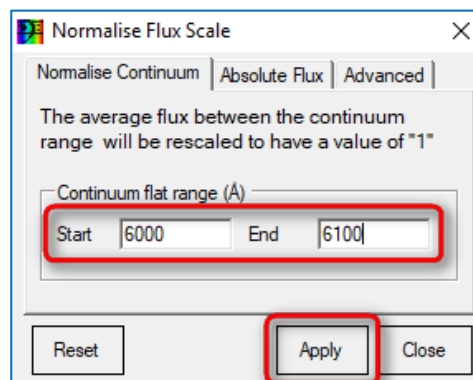 Normalise Flux Scale
Normalise Continuum Absolute Flux Advanced
The average flux between the continuum
range will be rescaled to have a value of "1"
Continuum flat range (Å)
Start 6000 End 6100
Reset Apply Close